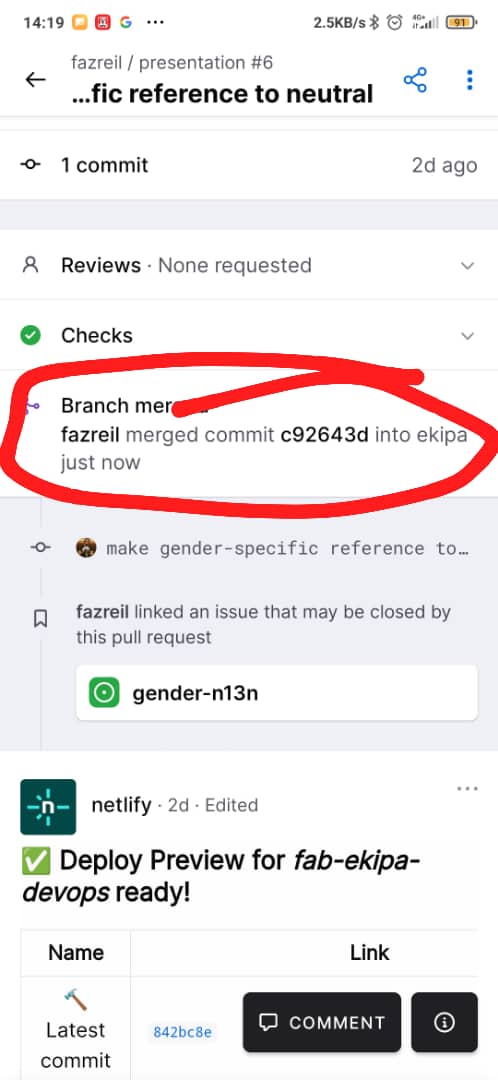 14:19 G ... 2.5KB/s 4G+ 91
fazreil / presentation #6
...fic reference to neutral
1 commit 2d ago
Reviews · None requested
Checks
Branch merged
fazreil merged commit c92643d into ekipa
just now
make gender-specific reference to…
fazreil linked an issue that may be closed by
this pull request
gender-n13n
n netlify · 2d · Edited ...
✅ Deploy Preview for fab-ekipa-
devops ready!
Name Link
🔨
Latest
commit
842bc8e
COMMENT